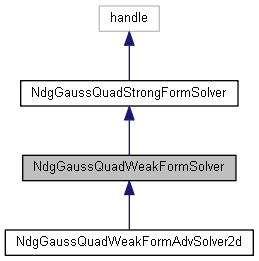 handle
NdgGaussQuadStrongFormSolver
NdgGaussQuadWeakFormSolver
NdgGaussQuadWeakFormAdvSolver2d